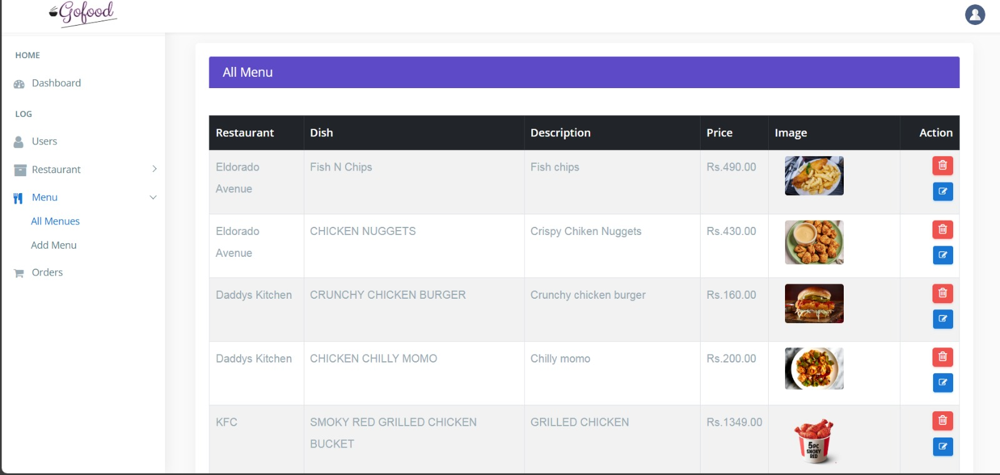 Gofood
HOME
Dashboard
LOG
Users
Restaurant
Menu
All Menues
Add Menu
Orders
All Menu
Restaurant Dish Description Price Image Action
Eldorado Fish N Chips Fish chips Rs.490.00
Avenue
Eldorado CHICKEN NUGGETS Crispy Chiken Nuggets Rs.430.00
Avenue
Daddys Kitchen CRUNCHY CHICKEN BURGER Crunchy chicken burger Rs.160.00
Daddys Kitchen CHICKEN CHILLY MOMO Chilly momo Rs.200.00
KFC SMOKY RED GRILLED CHICKEN GRILLED CHICKEN Rs.1349.00
BUCKET
5PC
SMOKY
RED